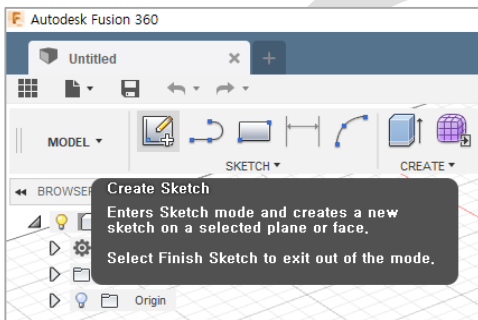 Autodesk Fusion 360
Untitled
MODEL
SKETCH
CREATE
BROWSER
Create Sketch
Enters Sketch mode and creates a new
sketch on a selected plane or face.
Select Finish Sketch to exit out of the mode.
Origin